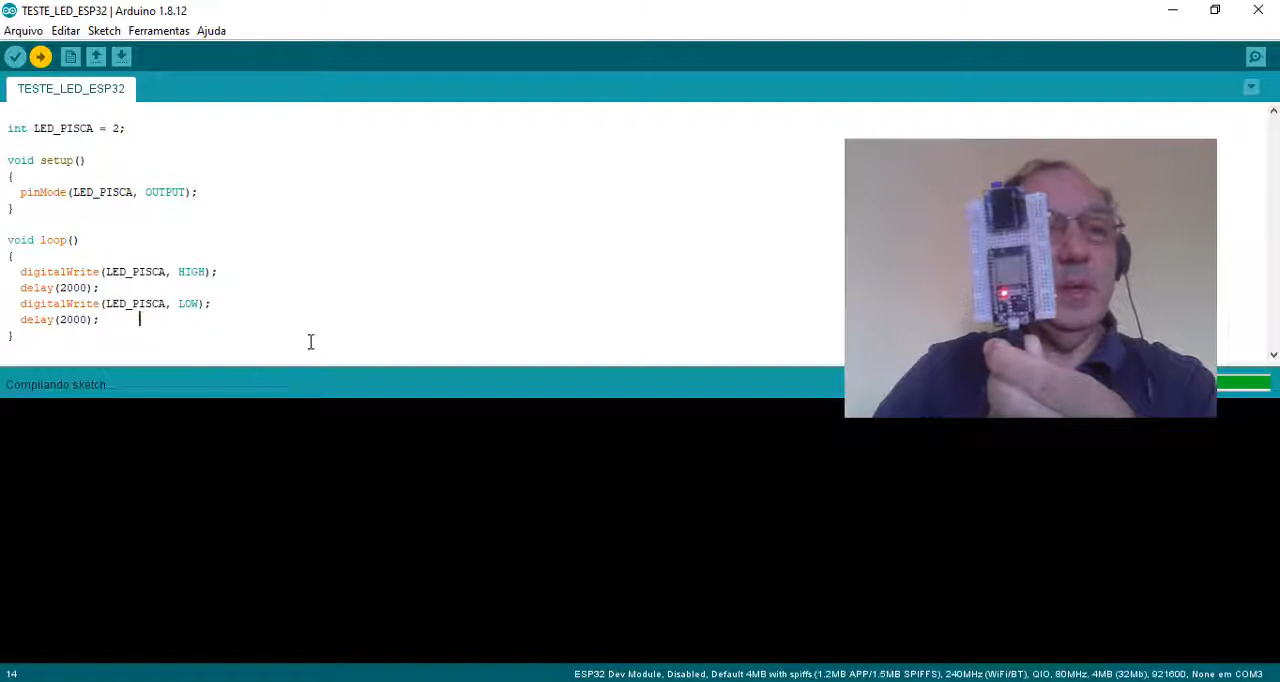 TESTE_LED_ESP32 | Arduino 1.8.12
Arquivo Editar Sketch Ferramentas Ajuda
TESTE_LED_ESP32
int LED_PISCA = 2;
void setup()
{
pinMode(LED_PISCA, OUTPUT);
}
void loop()
{
digitalWrite(LED_PISCA, HIGH);
delay(2000);
digitalWrite(LED_PISCA, LOW);
delay(2000);
}
Compilando sketch...
14
ESP32 Dev Module, Disabled, Default 4MB with spiffs (1.2MB APP/1.5MB SPIFFS), 240MHz (WiFi/BT), QIO, 80MHz, 4MB (32Mb), 921600, None em COM3